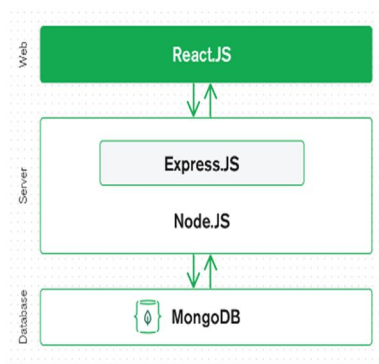 Web
React.JS
Server
Express.JS
Node.JS
Database
MongoDB